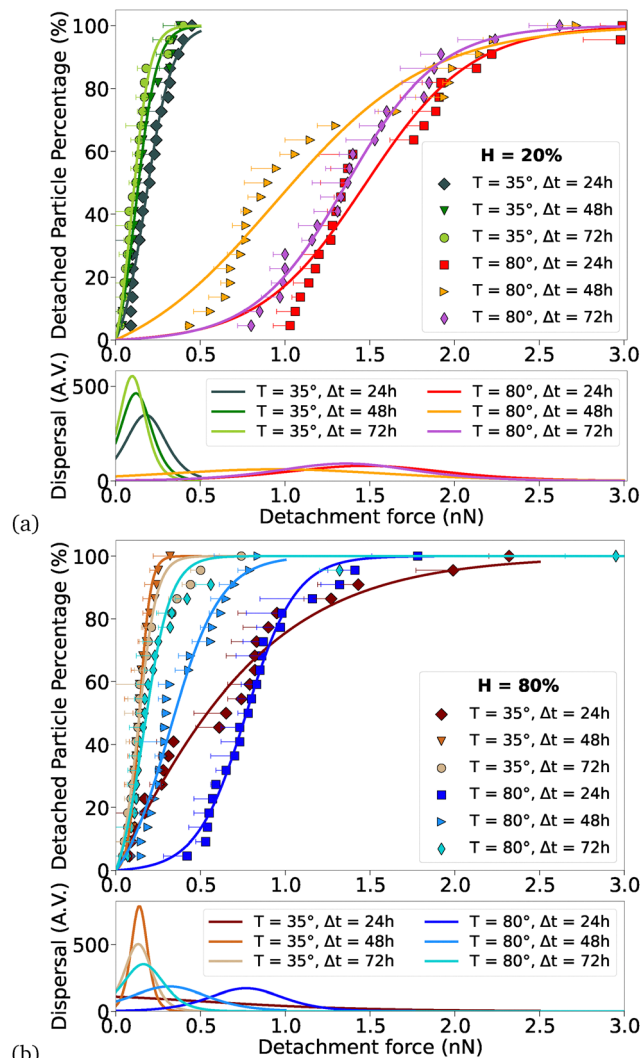 (a)
Detached Particle Percentage (%)
100
80
60
40
20
0
0.0 0.5 1.0 1.5 2.0 2.5 3.0
H = 20%
T = 35°, Δt = 24h
T = 35°, Δt = 48h
T = 35°, Δt = 72h
T = 80°, Δt = 24h
T = 80°, Δt = 48h
T = 80°, Δt = 72h
Dispersal (A.V.)
500
0
T = 35°, Δt = 24h T = 80°, Δt = 24h
T = 35°, Δt = 48h T = 80°, Δt = 48h
T = 35°, Δt = 72h T = 80°, Δt = 72h
0.0 0.5 1.0 1.5 2.0 2.5 3.0
Detachment force (nN)
(b)
Detached Particle Percentage (%)
100
80
60
40
20
0
0.0 0.5 1.0 1.5 2.0 2.5 3.0
H = 80%
T = 35°, Δt = 24h
T = 35°, Δt = 48h
T = 35°, Δt = 72h
T = 80°, Δt = 24h
T = 80°, Δt = 48h
T = 80°, Δt = 72h
Dispersal (A.V.)
500
0
T = 35°, Δt = 24h T = 80°, Δt = 24h
T = 35°, Δt = 48h T = 80°, Δt = 48h
T = 35°, Δt = 72h T = 80°, Δt = 72h
0.0 0.5 1.0 1.5 2.0 2.5 3.0
Detachment force (nN)